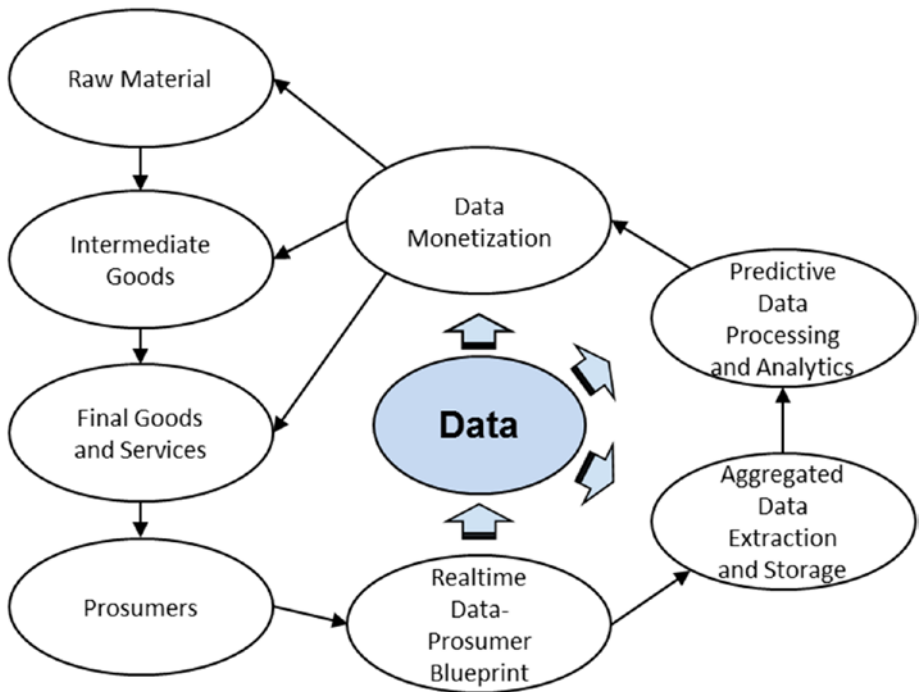 Raw Material
Data
Monetization
Intermediate
Goods
Predictive
Data
Processing
and Analytics
Final Goods
and Services
Data
Aggregated
Data
Extraction
and Storage
Prosumers
Realtime
Data-
Prosumer
Blueprint